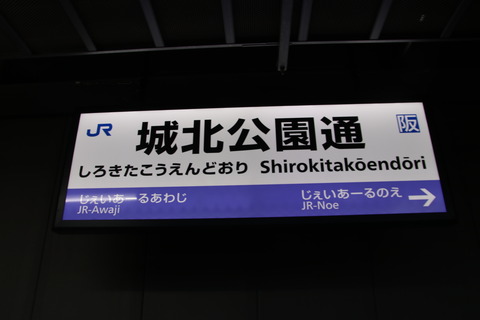 JR 城北公園通 阪
しろきたこうえんどおり Shirokitakōendōri
じぇいあーるあわじ じぇいあーるのえ
JR-Awaji JR-Noe